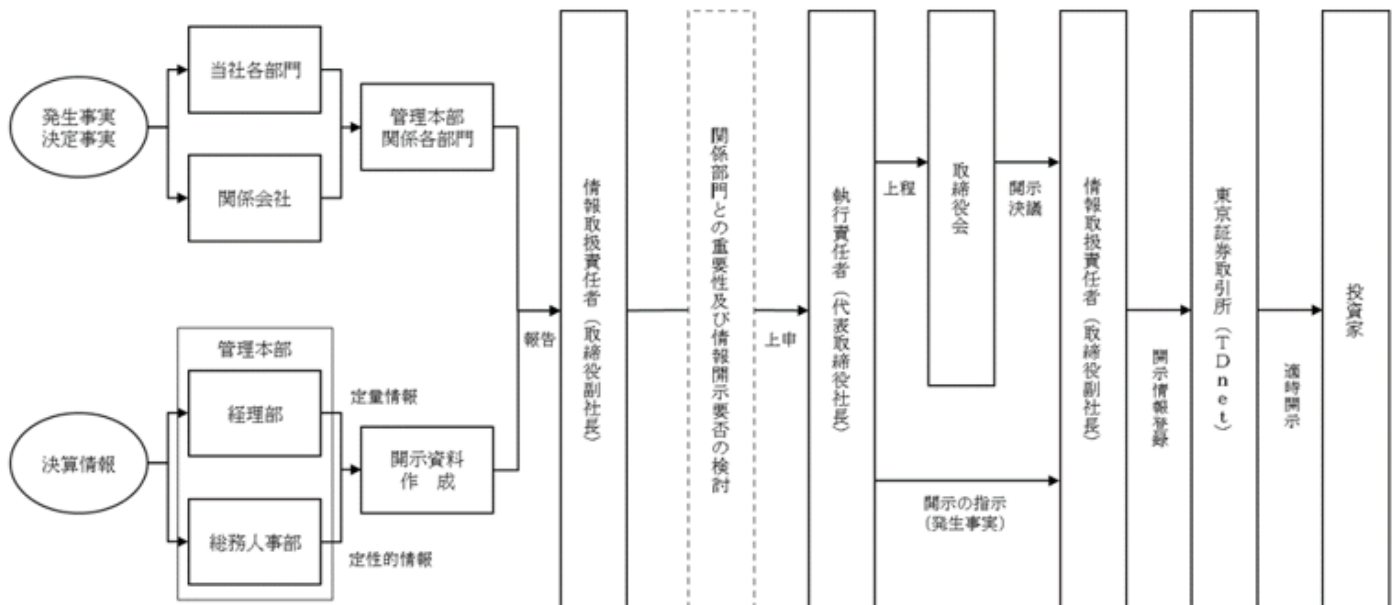 発生事実
決定事実
当社各部門
関係会社
管理本部
関係各部門
決算情報
管理本部
経理部
総務人事部
定量情報
定性的情報
開示資料
作　成
報告
情報取扱責任者（取締役副社長）
関係部門との重要性及び情報開示要否の検討
上申
執行責任者（代表取締役社長）
上程
取締役会
開示
決議
開示の指示
（発生事実）
情報取扱責任者（取締役副社長）
開示情報登録
東京証券取引所（TDnet）
適時開示
投資家